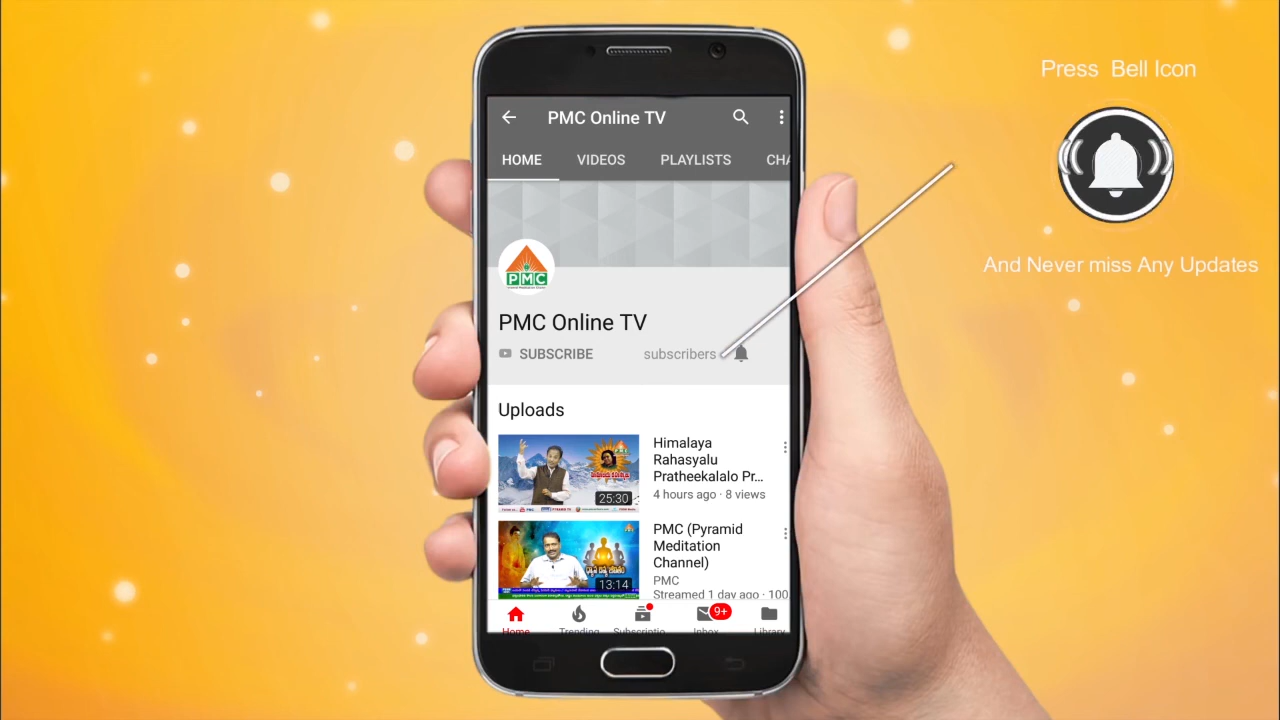 Press Bell Icon
And Never miss Any Updates
PMC Online TV
HOME
VIDEOS
PLAYLISTS
CHA
PMC
PMC Online TV
SUBSCRIBE
subscribers
Uploads
Himalaya
Rahasyalu
Pratheekalalo Pr...
4 hours ago · 8 views
25:30
PMC (Pyramid
Meditation
Channel)
PMC
Streamed 1 day ago · 100
13:14
Home
Trending
Subscriptio
9+
Inbox
Library